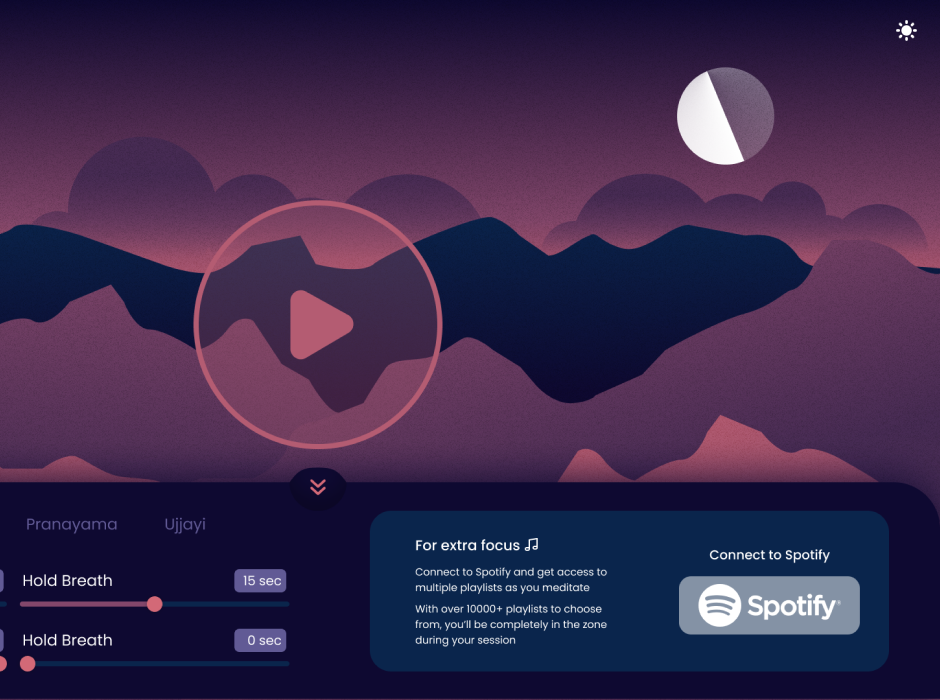 Pranayama
Ujjayi
Hold Breath
15 sec
Hold Breath
0 sec
For extra focus
Connect to Spotify and get access to
multiple playlists as you meditate
With over 10000+ playlists to choose
from, you'll be completely in the zone
during your session
Connect to Spotify
Spotify®